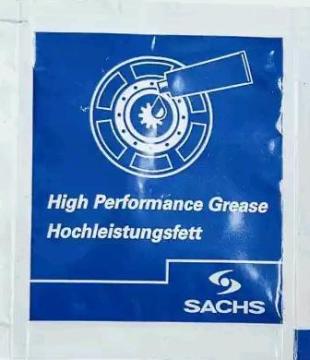 High Performance Grease
Hochleistungsfett
SACHS